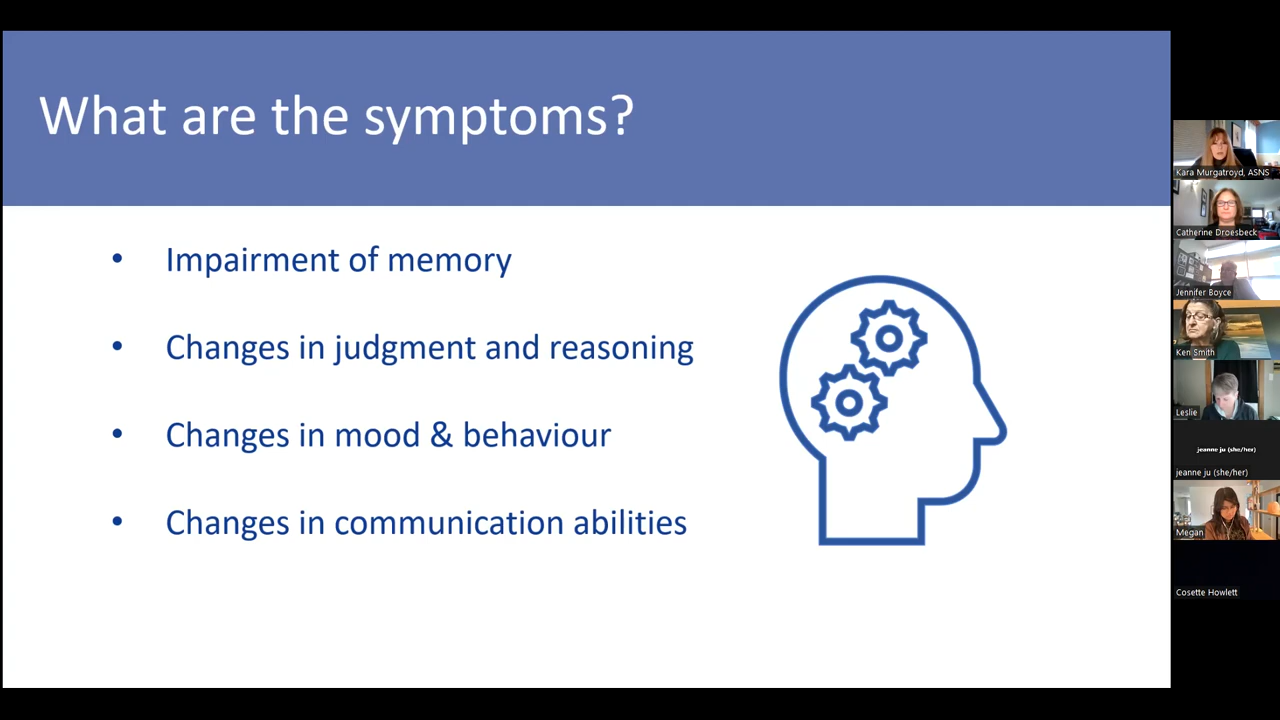 What are the symptoms?
• Impairment of memory
• Changes in judgment and reasoning
• Changes in mood & behaviour
• Changes in communication abilities
Kara Murgatroyd, ASNS
Catherine Droesbeck
Jennifer Boyce
Ken Smith
Leslie
jeanne ju (she/her)
jeanne ju (she/her)
Megan
Cosette Howlett